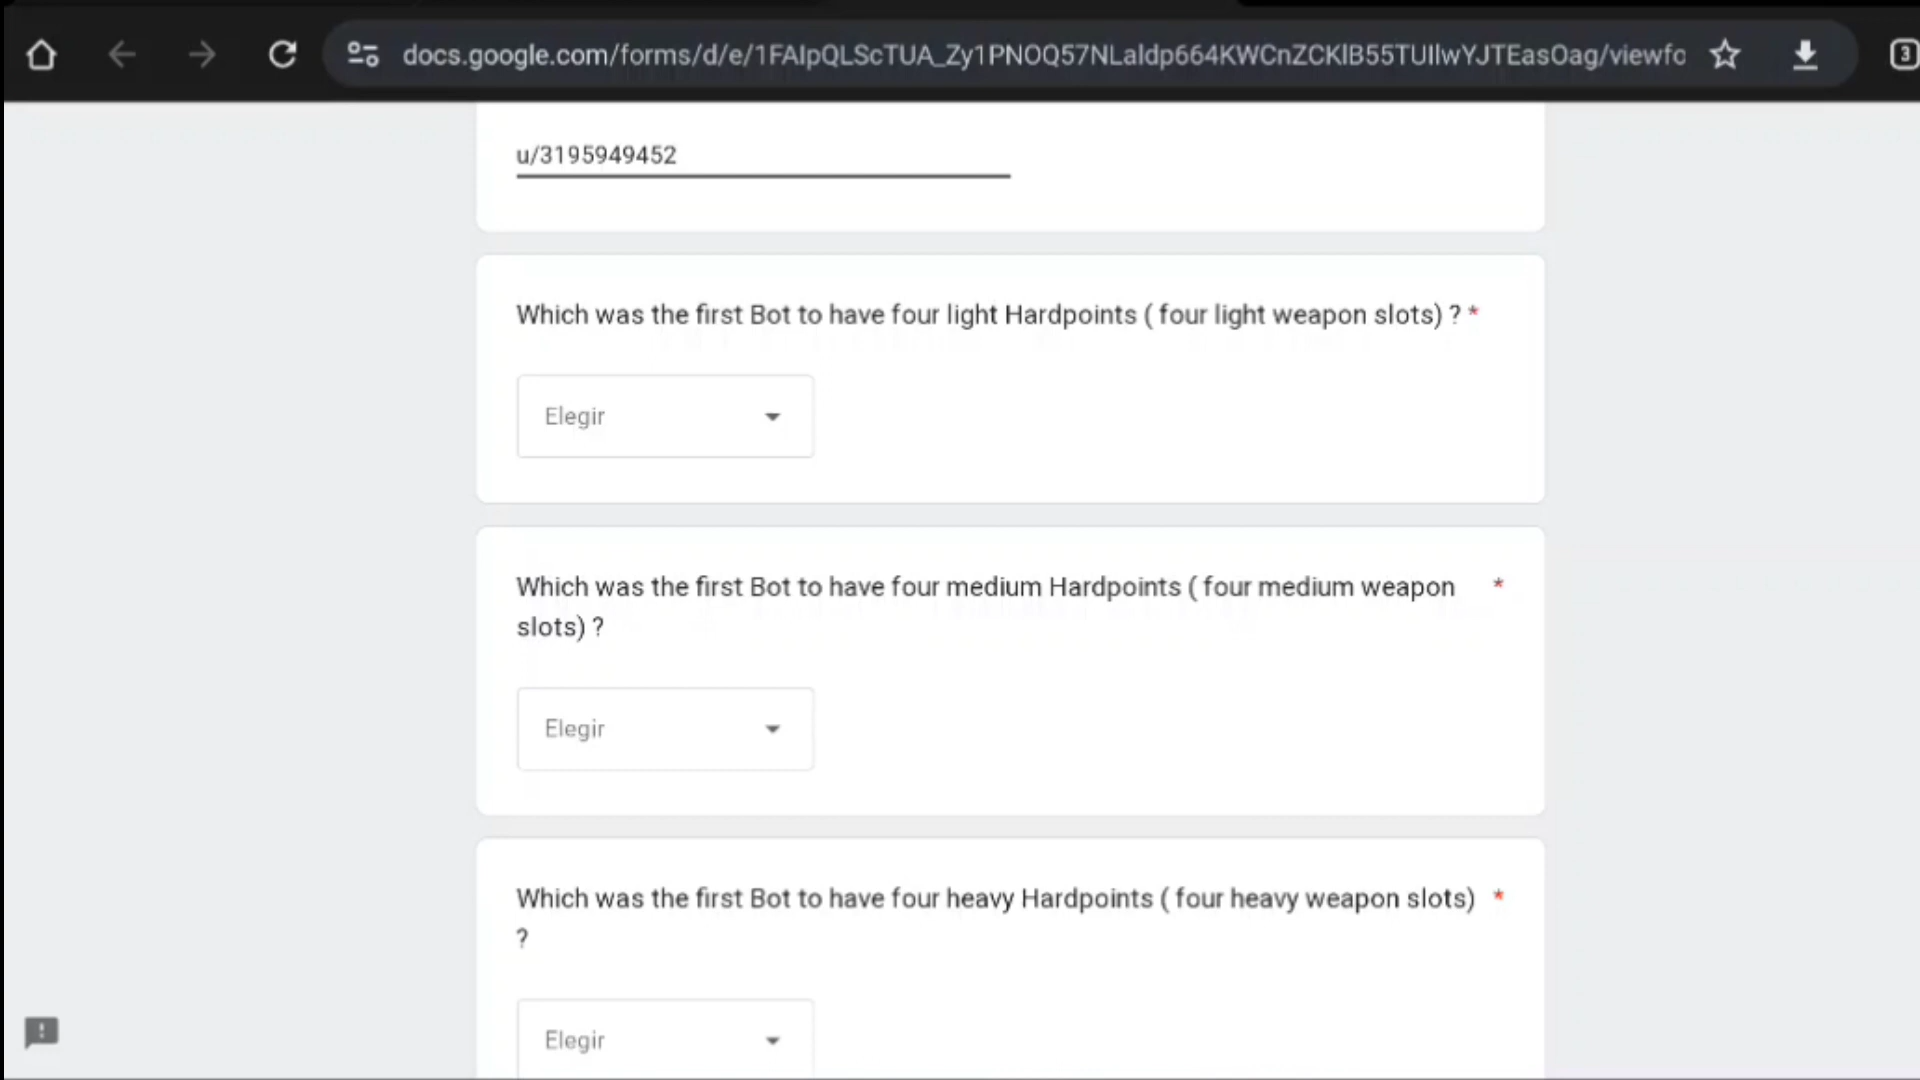 docs.google.com/forms/d/e/1FAIpQLScTUA_Zy1PNOQ57NLaldp664KWCnZCKlB55TUIlwYJTEasOag/viewfo
3
u/3195949452
Which was the first Bot to have four light Hardpoints ( four light weapon slots) ? *
Elegir
Which was the first Bot to have four medium Hardpoints ( four medium weapon *
slots) ?
Elegir
Which was the first Bot to have four heavy Hardpoints ( four heavy weapon slots) *
?
Elegir